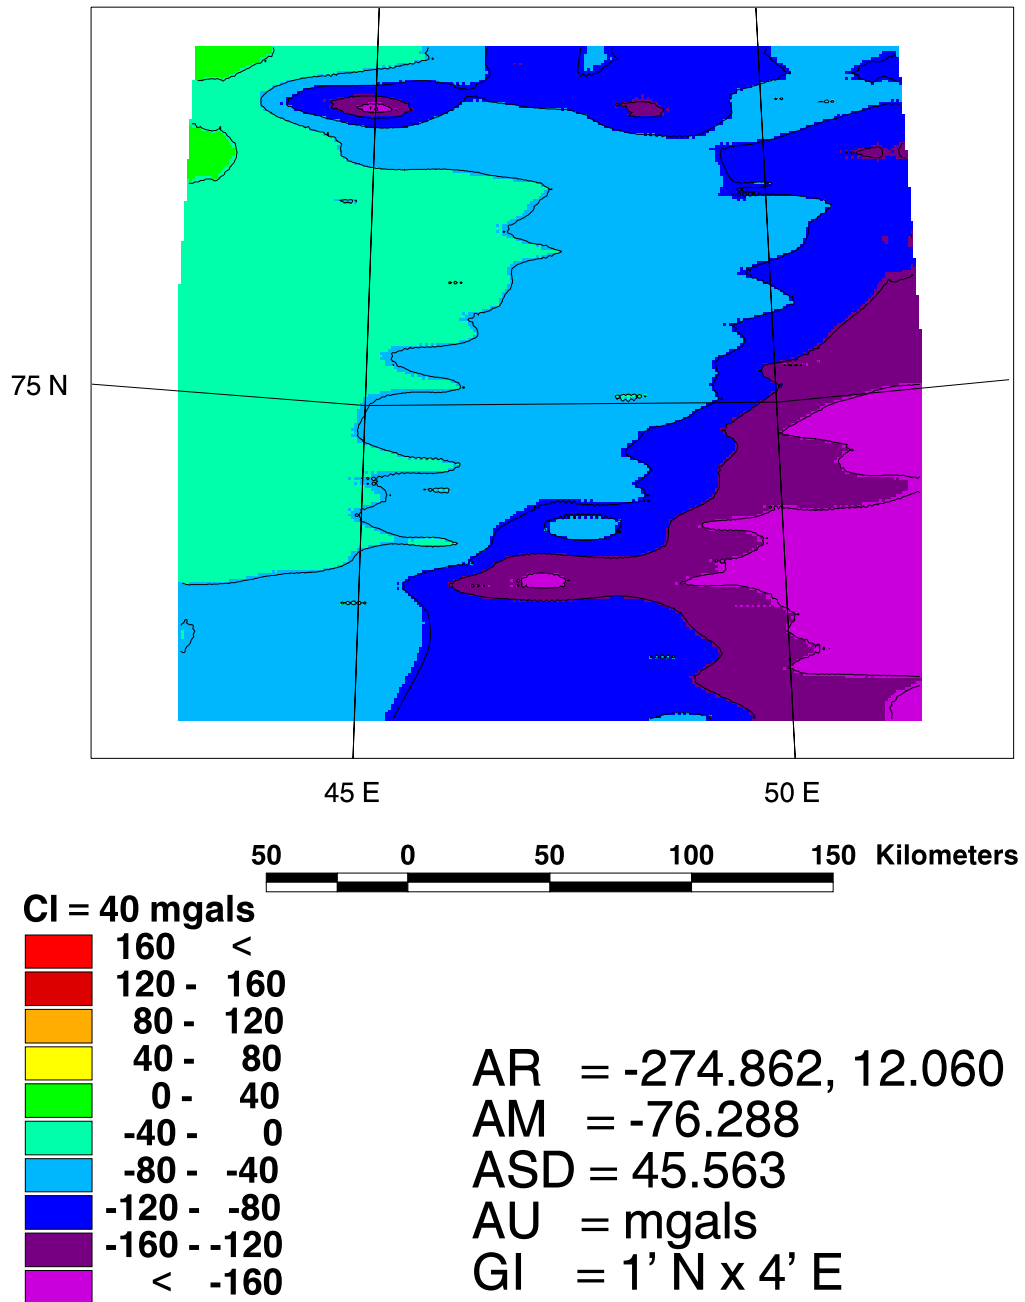 75 N
45 E 50 E
50 0 50 100 150 Kilometers
CI = 40 mgals
160 <
120 - 160
80 - 120
40 - 80
0 - 40
-40 - 0
-80 - -40
-120 - -80
-160 - -120
< -160
AR = -274.862, 12.060
AM = -76.288
ASD = 45.563
AU = mgals
GI = 1’ N x 4’ E